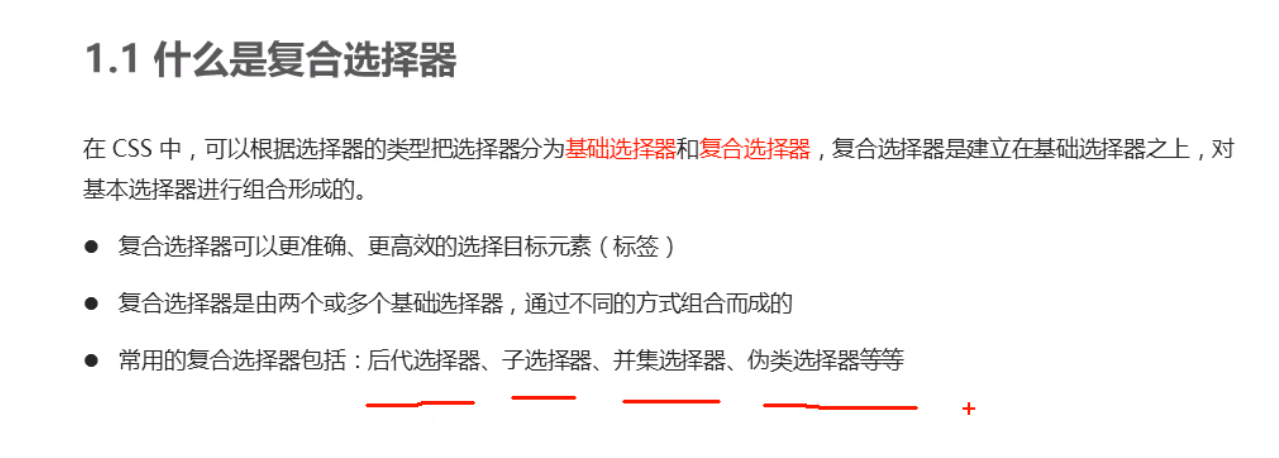 1.1 什么是复合选择器
在 CSS 中，可以根据选择器的类型把选择器分为基础选择器和复合选择器，复合选择器是建立在基础选择器之上，对
基本选择器进行组合形成的。
● 复合选择器可以更准确、更高效的选择目标元素（标签）
● 复合选择器是由两个或多个基础选择器，通过不同的方式组合而成的
● 常用的复合选择器包括：后代选择器、子选择器、并集选择器、伪类选择器等等